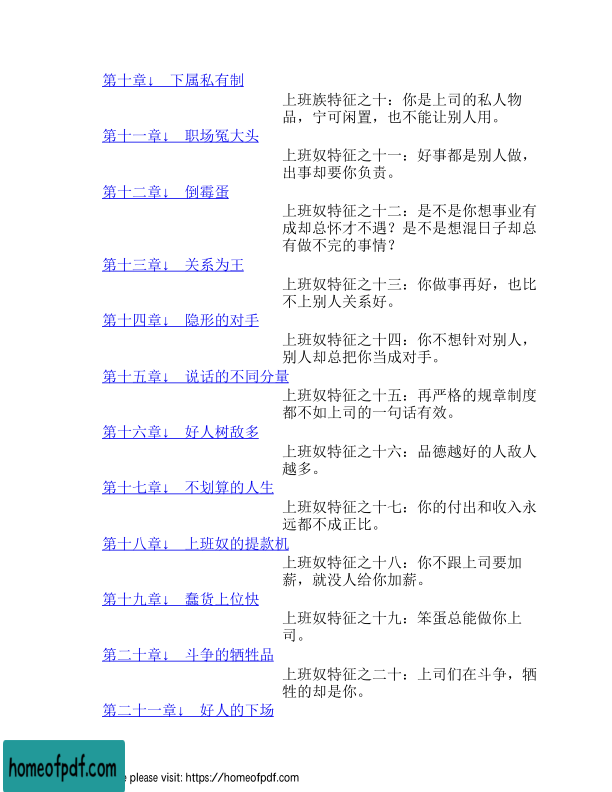 第十章↓　下属私有制
上班族特征之十：你是上司的私人物
品，宁可闲置，也不能让别人用。
第十一章↓　职场冤大头
上班奴特征之十一：好事都是别人做，
出事却要你负责。
第十二章↓　倒霉蛋
上班奴特征之十二：是不是你想事业有
成却总怀才不遇？是不是想混日子却总
有做不完的事情？
第十三章↓　关系为王
上班奴特征之十三：你做事再好，也比
不上别人关系好。
第十四章↓　隐形的对手
上班奴特征之十四：你不想针对别人，
别人却总把你当成对手。
第十五章↓　说话的不同分量
上班奴特征之十五：再严格的规章制度
都不如上司的一句话有效。
第十六章↓　好人树敌多
上班奴特征之十六：品德越好的人敌人
越多。
第十七章↓　不划算的人生
上班奴特征之十七：你的付出和收入永
远都不成正比。
第十八章↓　上班奴的提款机
上班奴特征之十八：你不跟上司要加
薪，就没人给你加薪。
第十九章↓　蠢货上位快
上班奴特征之十九：笨蛋总能做你上
司。
第二十章↓　斗争的牺牲品
上班奴特征之二十：上司们在斗争，牺
牲的却是你。
第二十一章↓　好人的下场
homeofpdf.com
e please visit: https://homeofpdf.com